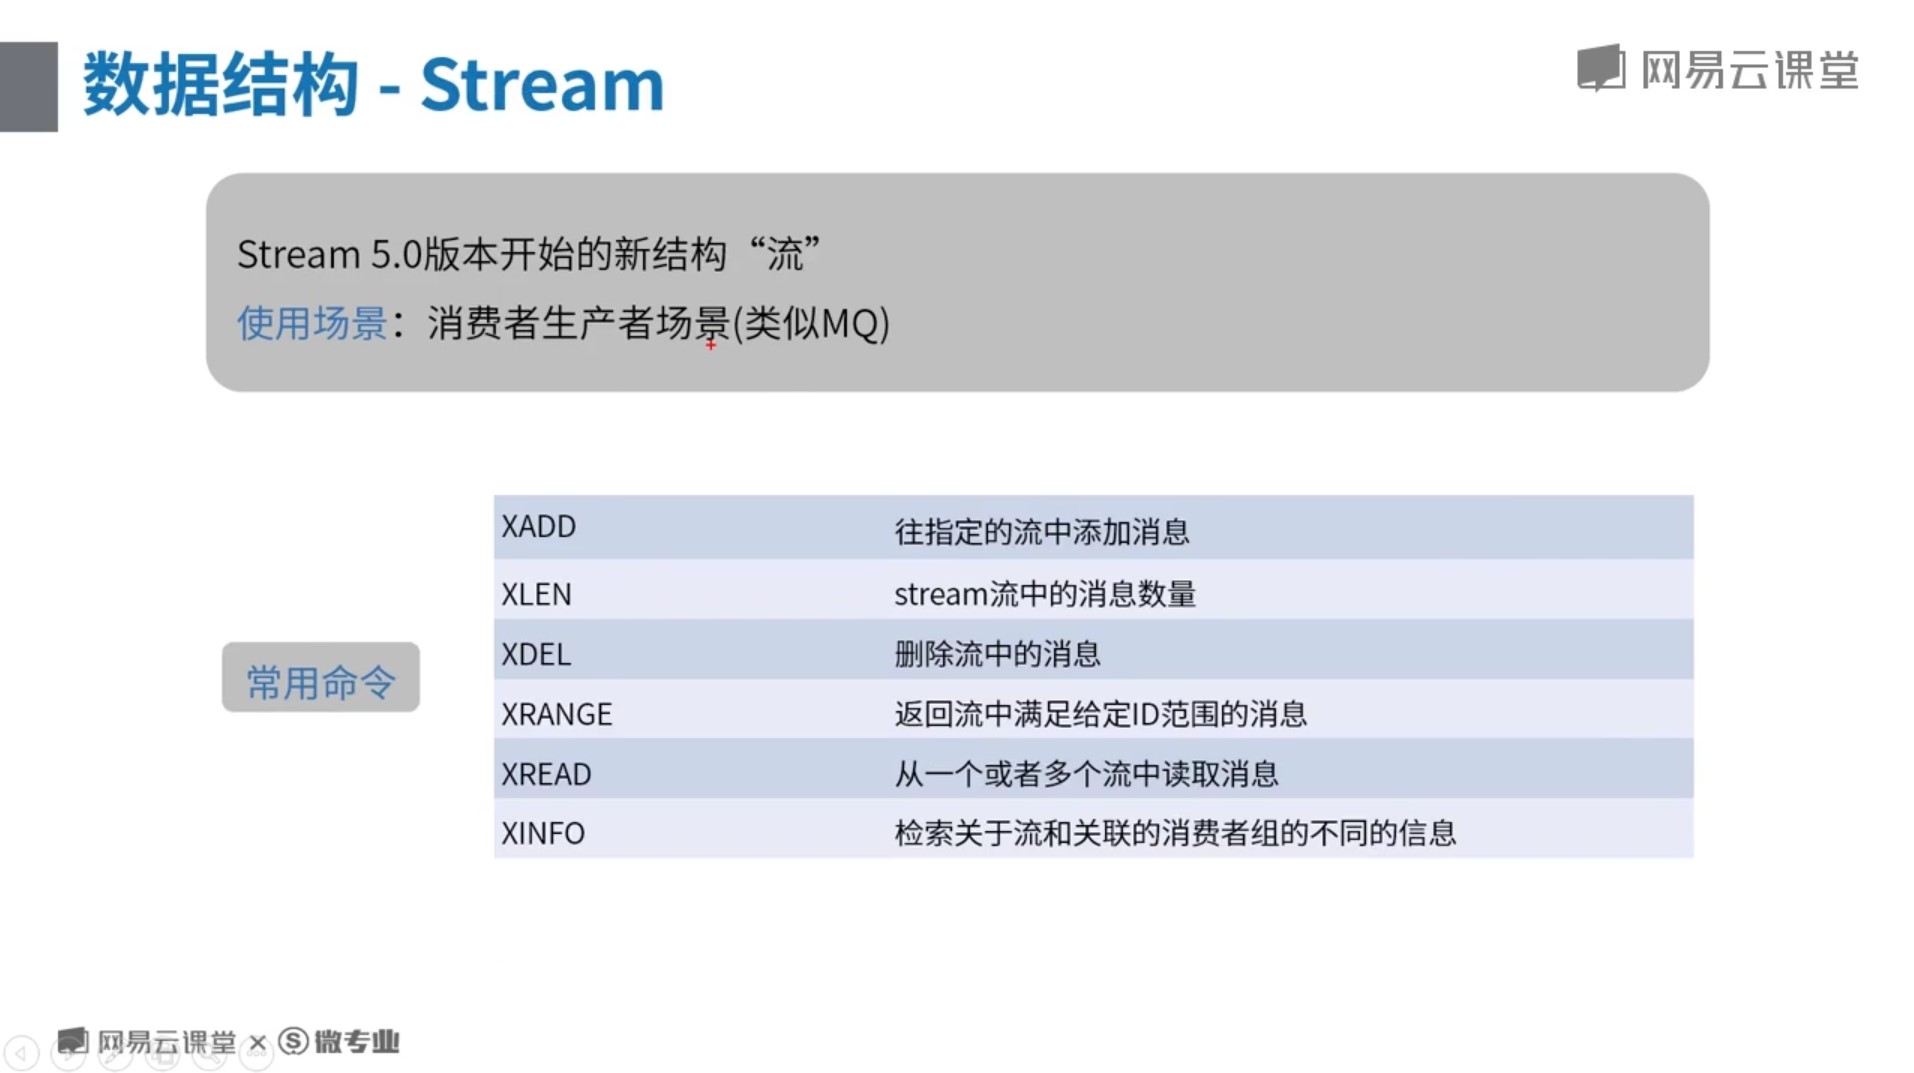 数据结构 - Stream
网易云课堂
Stream 5.0版本开始的新结构“流”
使用场景：消费者生产者场景(类似MQ)
常用命令
XADD 往指定的流中添加消息
XLEN stream流中的消息数量
XDEL 删除流中的消息
XRANGE 返回流中满足给定ID范围的消息
XREAD 从一个或者多个流中读取消息
XINFO 检索关于流和关联的消费者组的不同的信息
网易云课堂 × 微专业